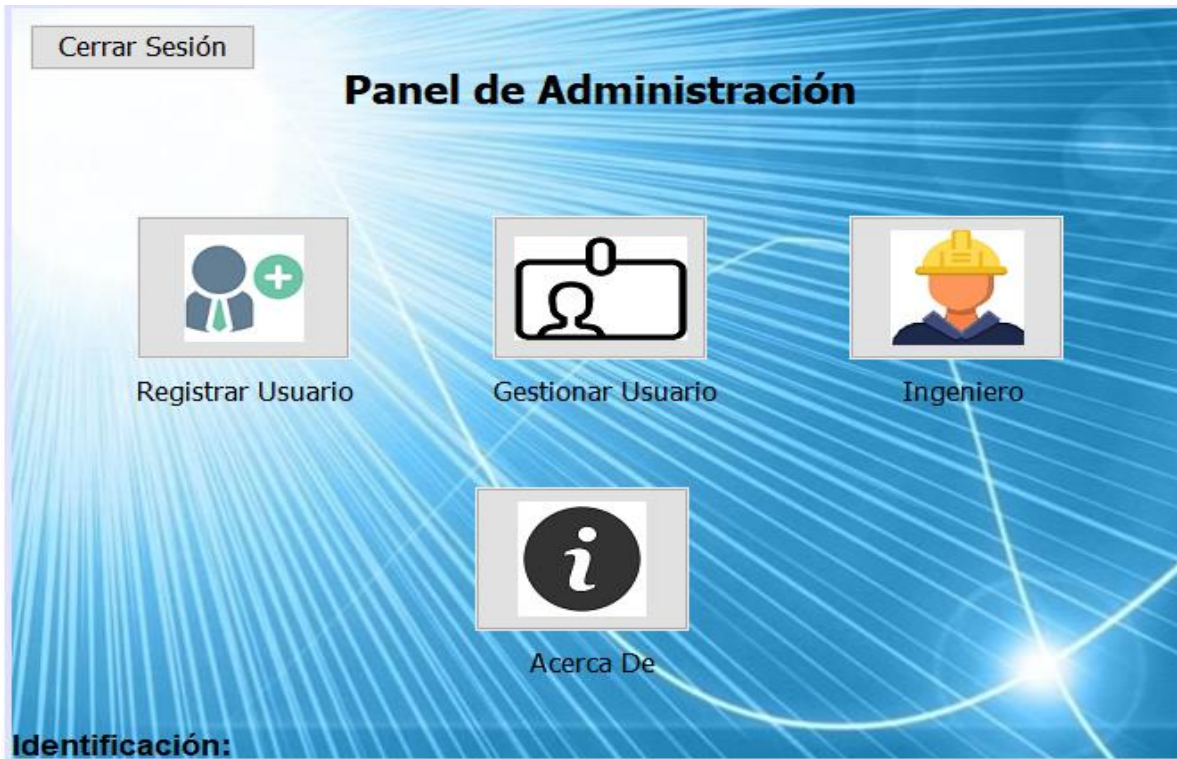 Cerrar Sesión
Panel de Administración
Registrar Usuario
Gestionar Usuario
Ingeniero
Acerca De
Identificación: